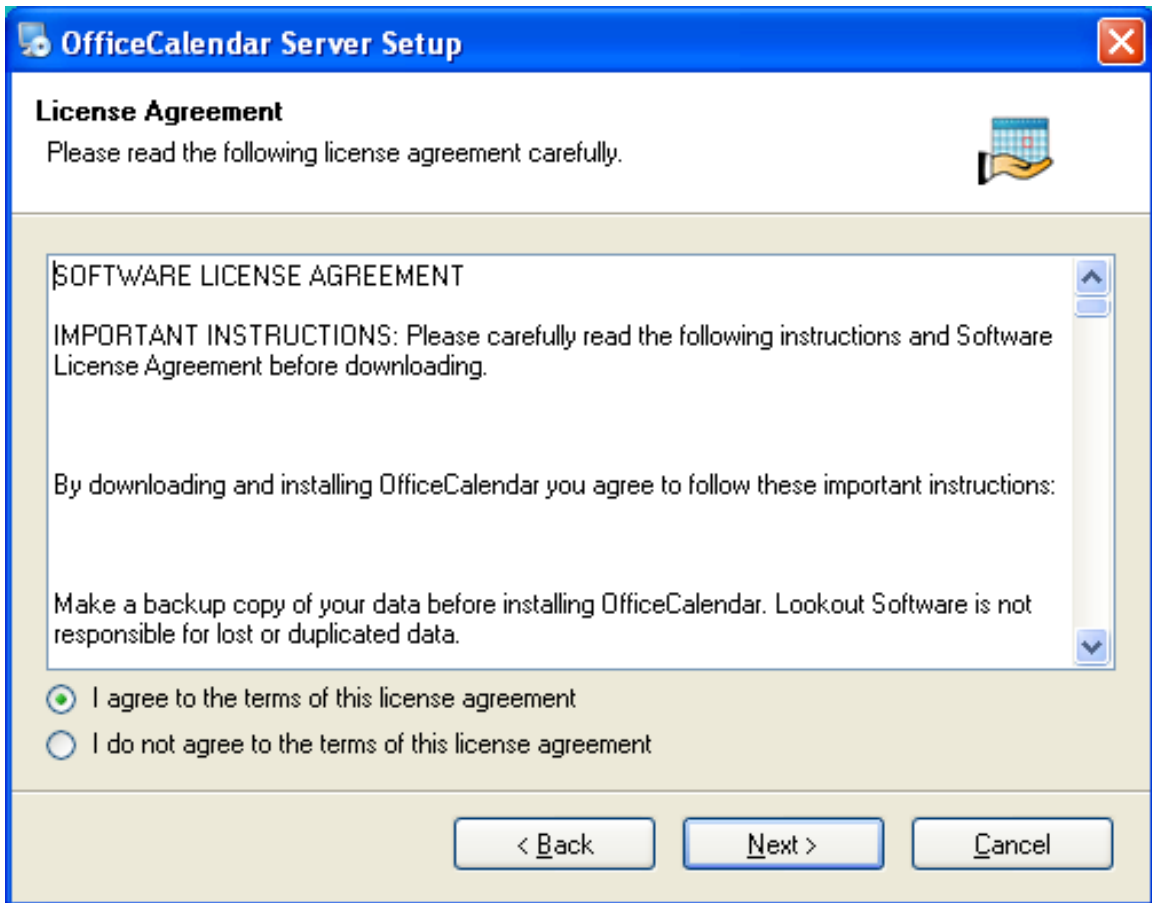 OfficeCalendar Server Setup
License Agreement
Please read the following license agreement carefully.
SOFTWARE LICENSE AGREEMENT
IMPORTANT INSTRUCTIONS: Please carefully read the following instructions and Software
License Agreement before downloading.
By downloading and installing OfficeCalendar you agree to follow these important instructions:
Make a backup copy of your data before installing OfficeCalendar. Lookout Software is not
responsible for lost or duplicated data.
I agree to the terms of this license agreement
I do not agree to the terms of this license agreement
< Back
Next >
Cancel